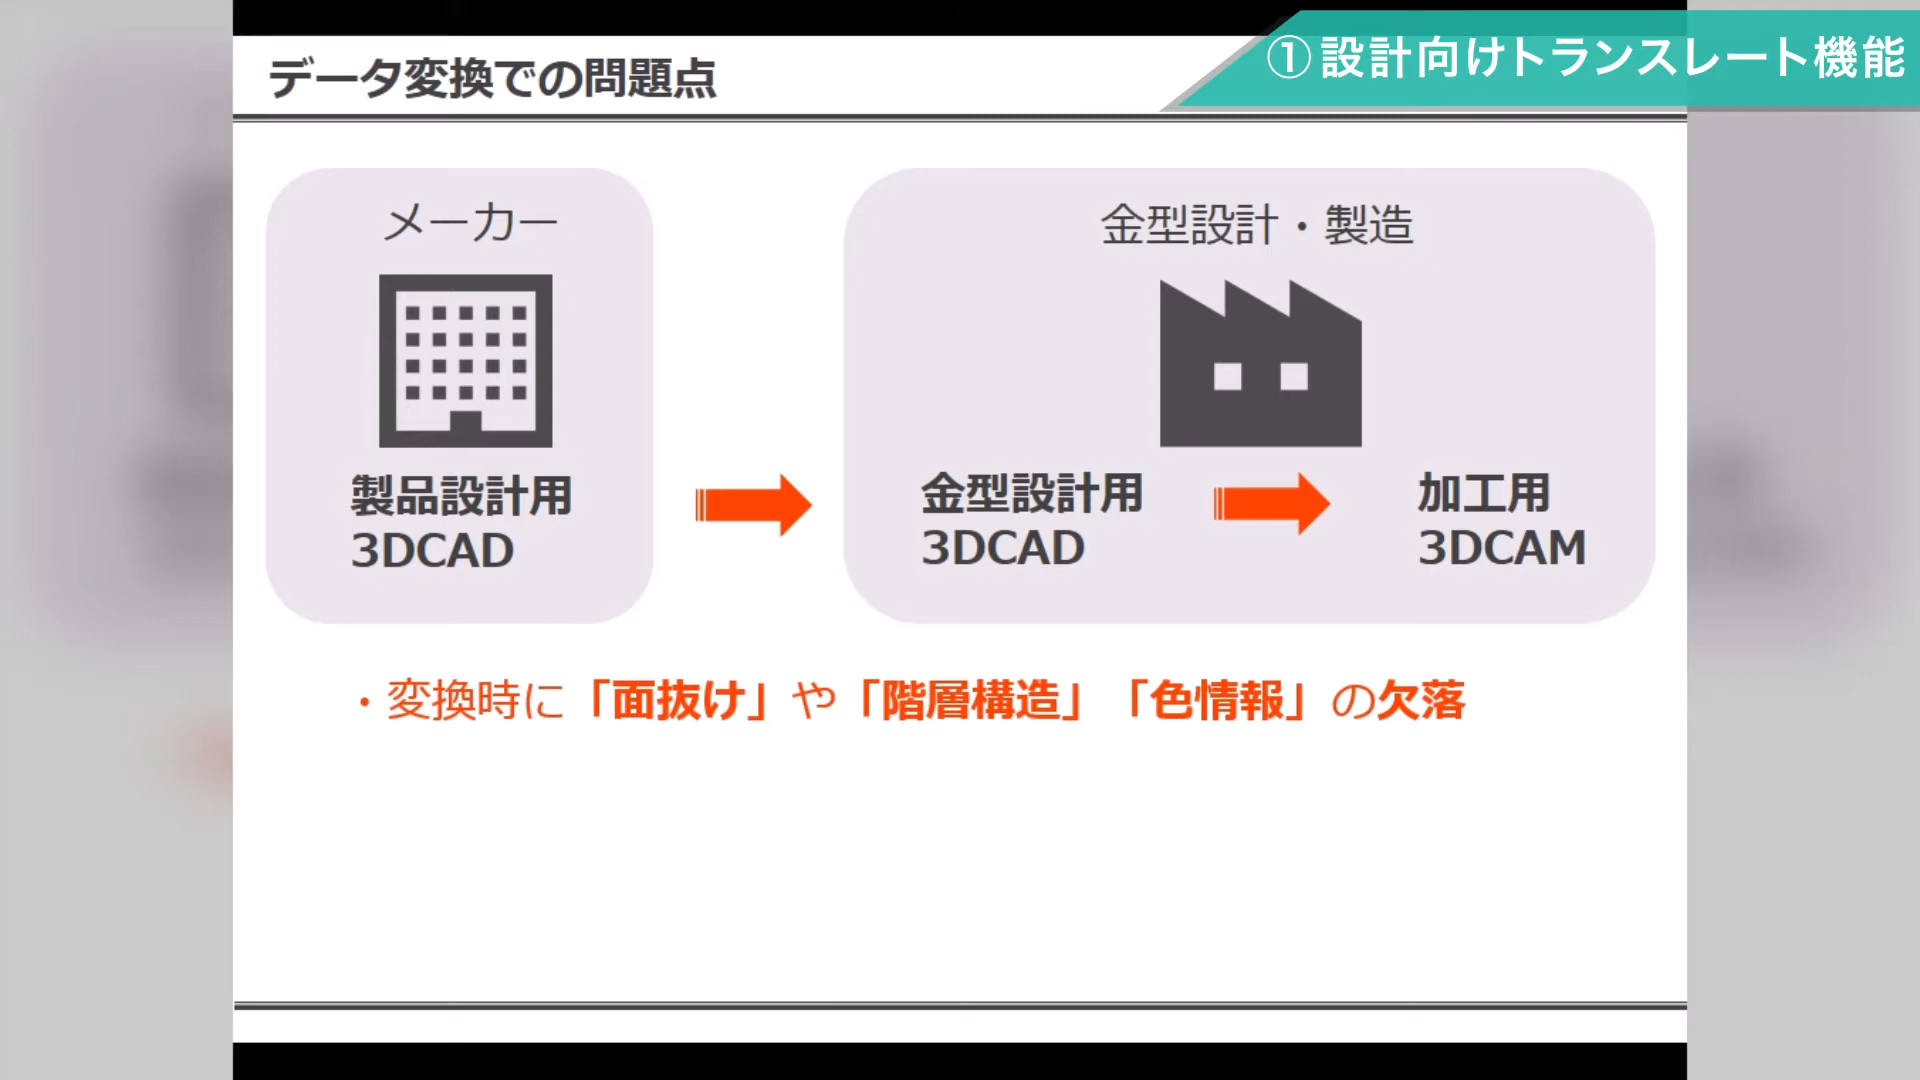 ①設計向けトランスレート機能
データ変換での問題点
メーカー
製品設計用
3DCAD
金型設計・製造
金型設計用
3DCAD
加工用
3DCAM
・変換時に「面抜け」や「階層構造」「色情報」の欠落